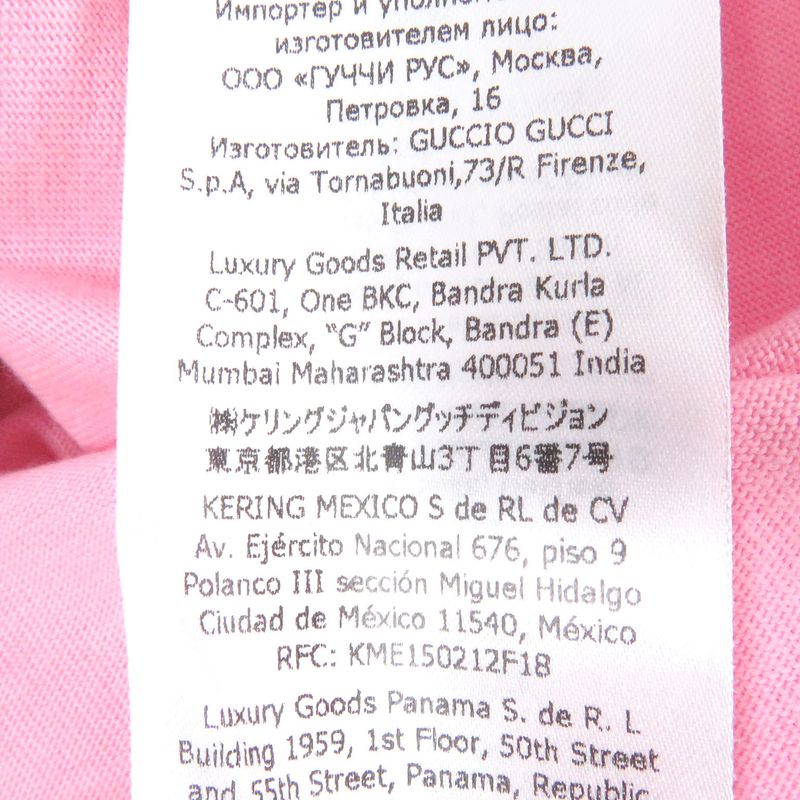 Импортер и уполном
изготовителем лицо:
ООО «ГУЧЧИ РУС», Москва,
Петровка, 16
Изготовитель: GUCCIO GUCCI
S.p.A, via Tornabuoni,73/R Firenze,
Italia
Luxury Goods Retail PVT. LTD.
C-601, One BKC, Bandra Kurla
Complex, "G" Block, Bandra (E)
Mumbai Maharashtra 400051 India
㈱ケリングジャパングッチディビジョン
東京都港区北青山3丁目6番7号
KERING MEXICO S de RL de CV
Av. Ejército Nacional 676, piso 9
Polanco III sección Miguel Hidalgo
Ciudad de México 11540, México
RFC: KME150212F18
Luxury Goods Panama S. de R. L
Building 1959, 1st Floor, 50th Street
and 55th Street, Panama, Republic